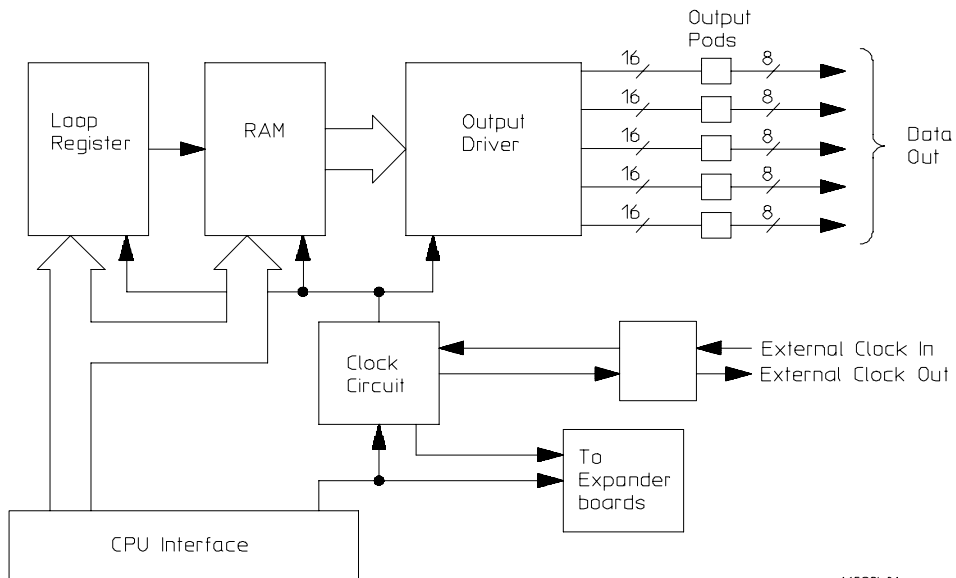 Output
Pods
16
8
16
8
16
8
16
8
16
8
Loop
Register
RAM
Output
Driver
Data
Out
Clock
Circuit
External Clock In
External Clock Out
To
Expander
boards
CPU Interface